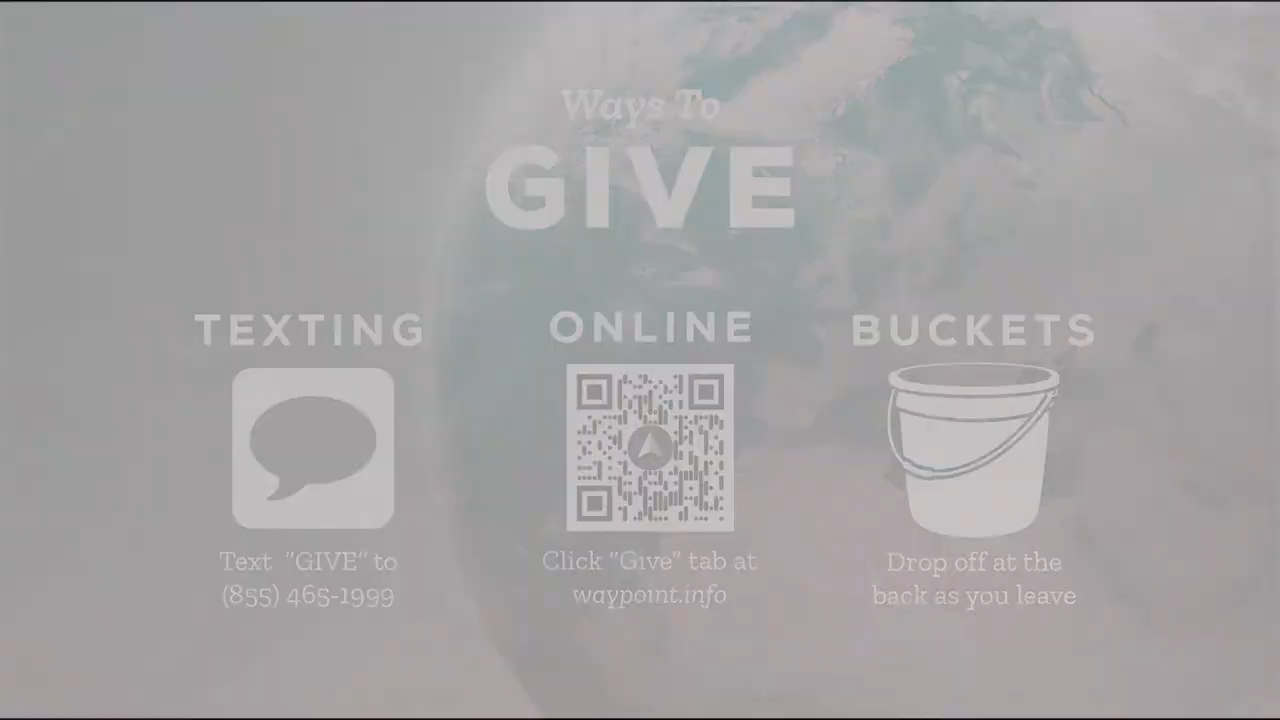 Ways To
GIVE
TEXTING
ONLINE
BUCKETS
Text "GIVE" to
(855) 465-1999
Click "Give" tab at
waypoint.info
Drop off at the
back as you leave